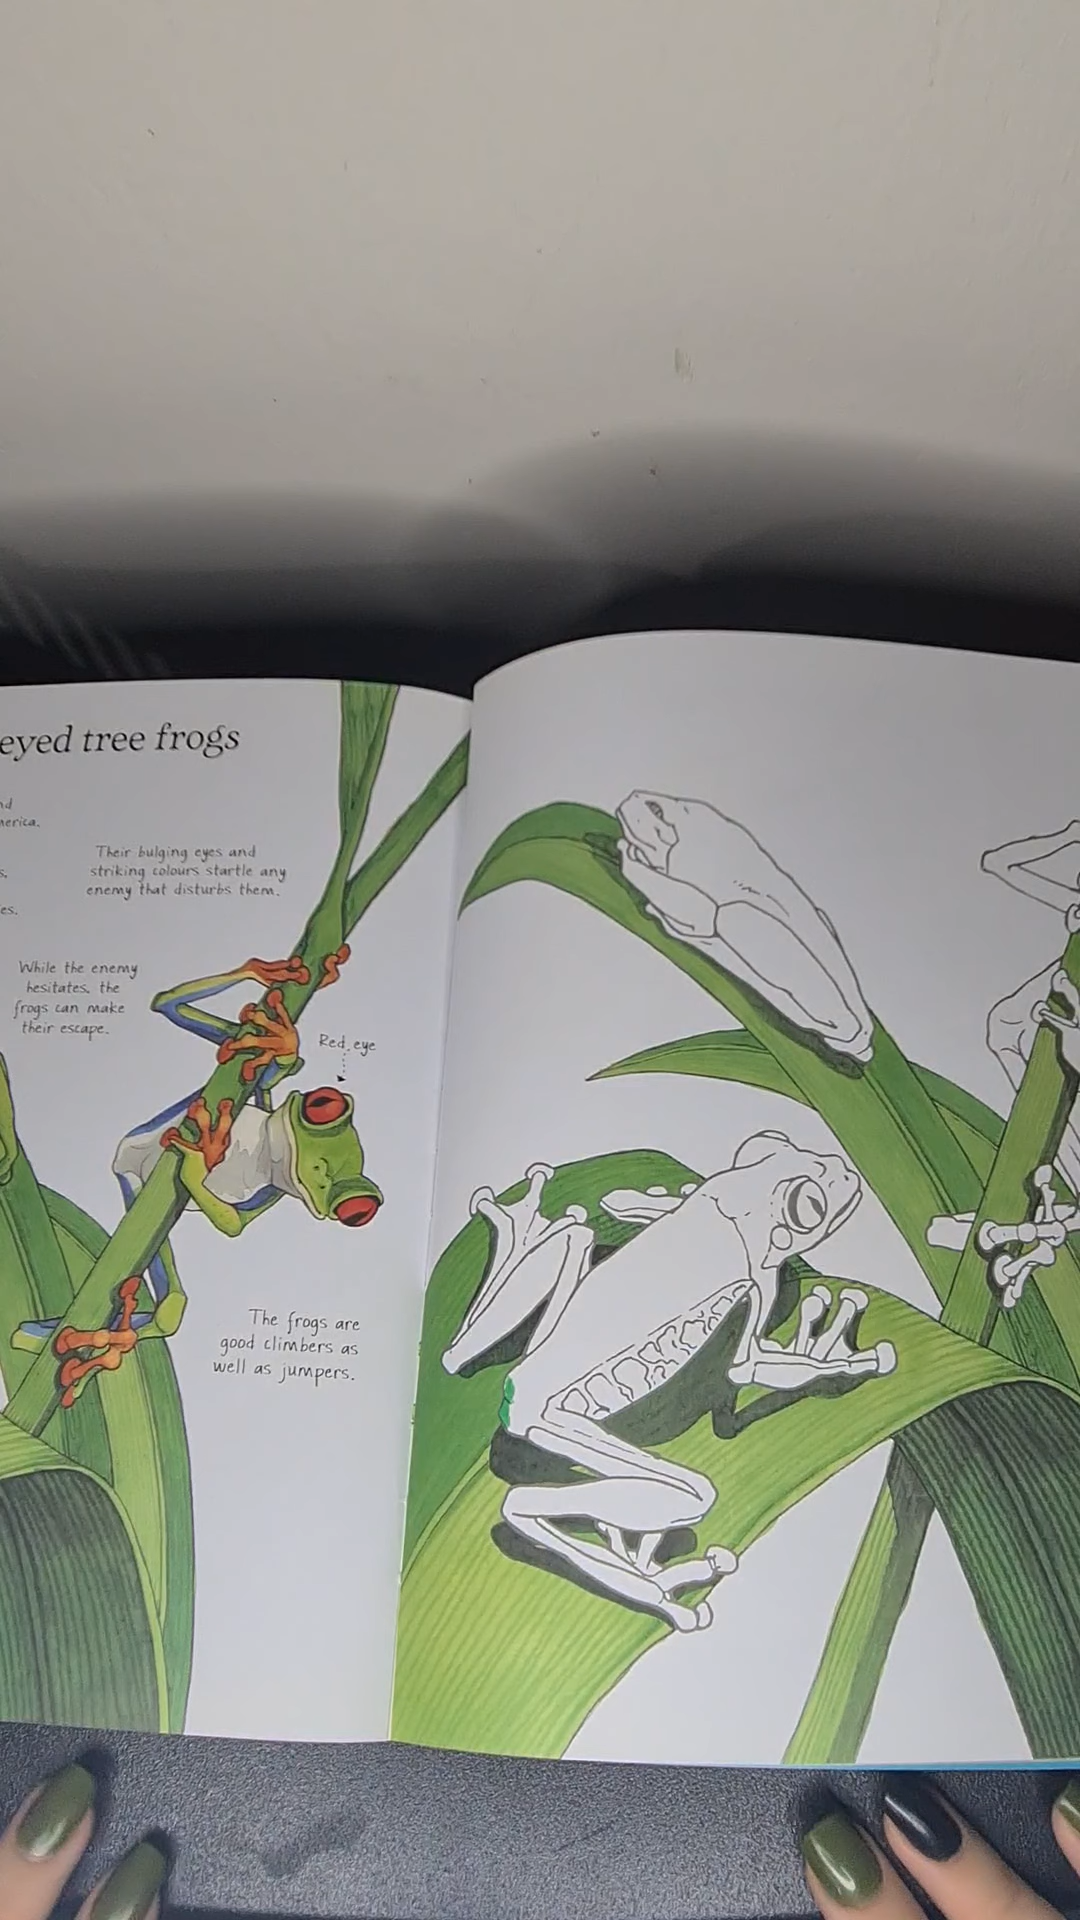 eyed tree frogs
Their bulging eyes and
striking colours startle any
enemy that disturbs them.
While the enemy
hesitates, the
frogs can make
their escape.
Red eye
The frogs are
good climbers as
well as jumpers.